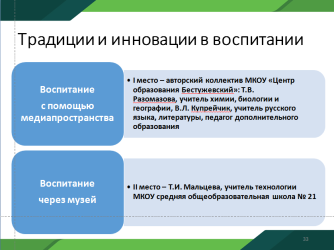 Традиции и инновации в воспитании
Воспитание
с помощью
медиапространства
• I место – авторский коллектив МКОУ «Центр
образования Бестужевский»: Т.В.
Разомазова, учитель химии, биологии и
географии, В.Л. Купрейчик, учитель русского
языка, литературы, педагог дополнительного
образования
Воспитание
через музей
• II место – Т.И. Мальцева, учитель технологии
МКОУ средняя общеобразовательная школа № 21